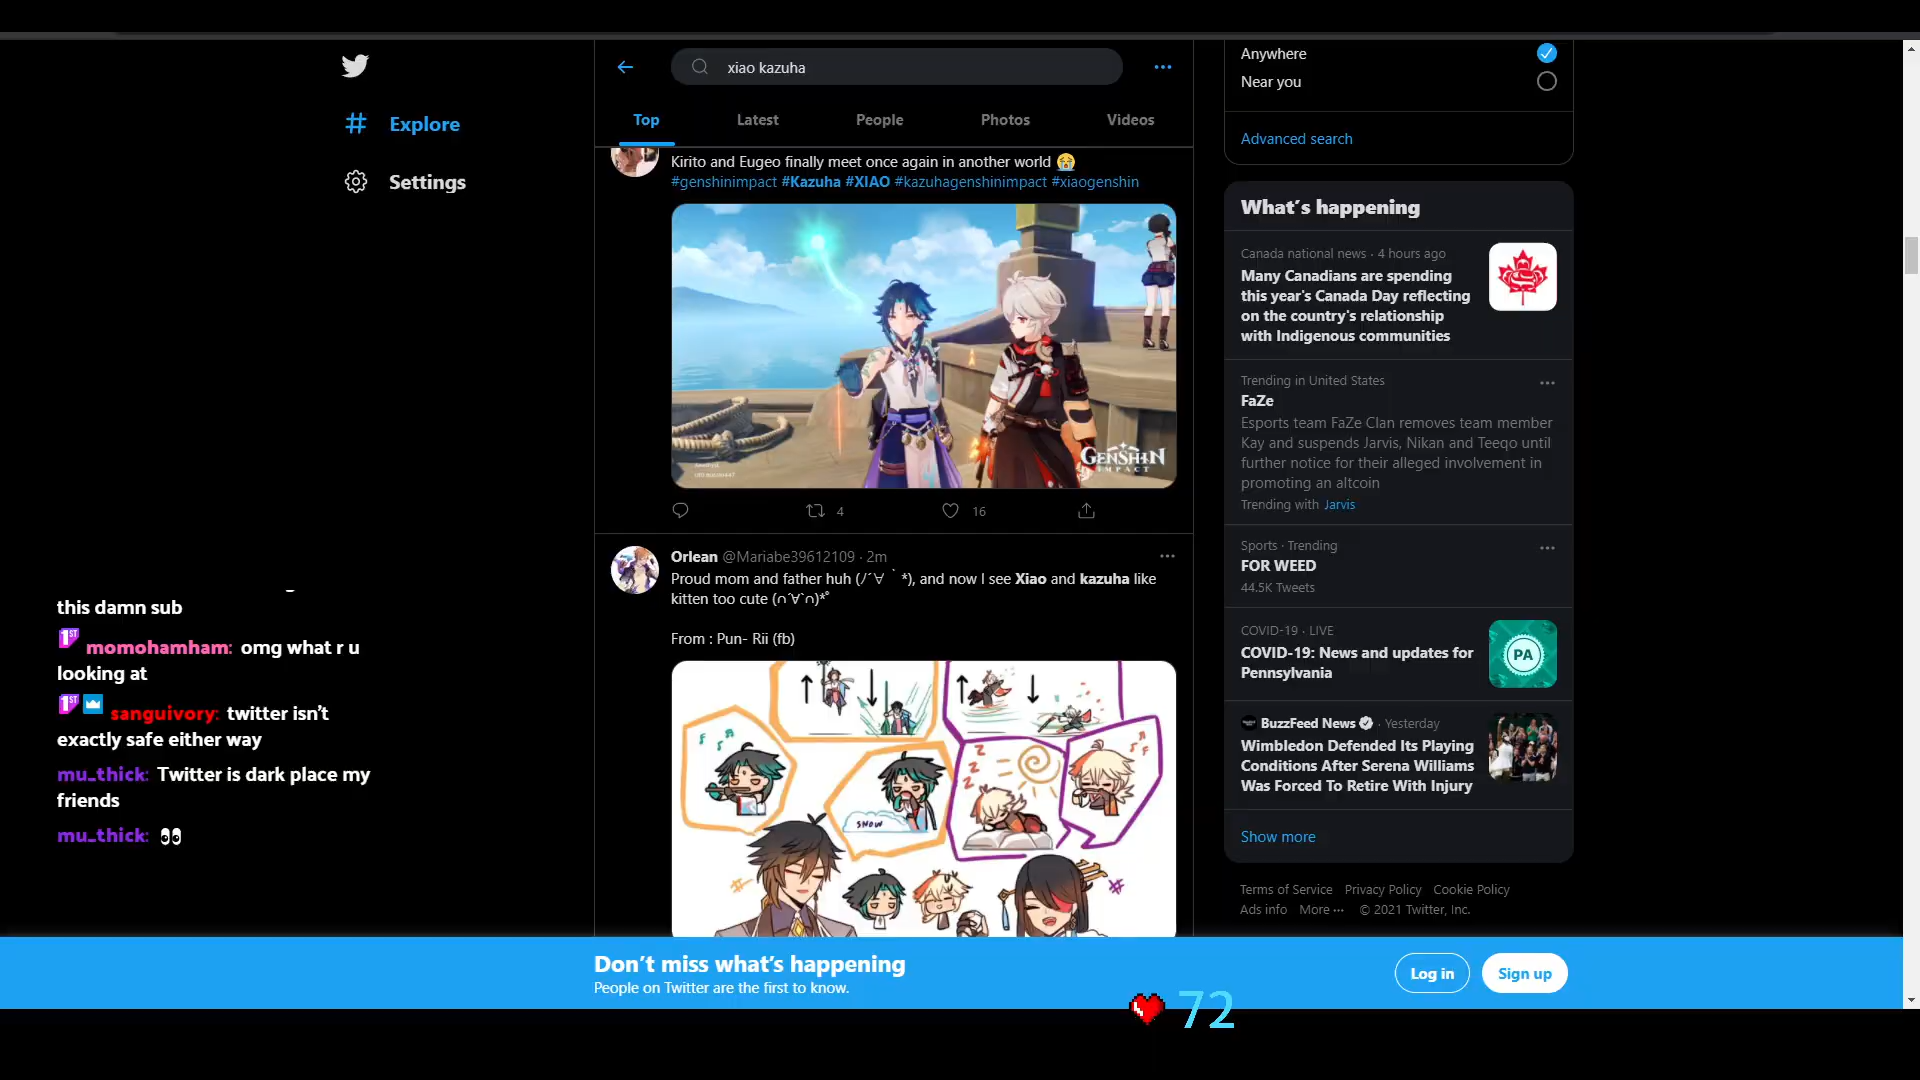 Explore
Settings
this damn sub
1ST momohamham: omg what r u
looking at
1ST sanguivory: twitter isn't
exactly safe either way
mu_thick: Twitter is dark place my
friends
mu_thick: 👀
xiao kazuha
Top Latest People Photos Videos
Kirito and Eugeo finally meet once again in another world 😭
#genshinimpact #Kazuha #XIAO #kazuhagenshinimpact #xiaogenshin
GENSHIN
IMPACT
4 16
Orlean @Mariabe39612109 · 2m
Proud mom and father huh (/´∀｀*), and now I see Xiao and kazuha like
kitten too cute (∩´∀`∩)*ﾟ
From : Pun- Rii (fb)
SNOW
Anywhere
Near you
Advanced search
What's happening
Canada national news · 4 hours ago
Many Canadians are spending
this year's Canada Day reflecting
on the country's relationship
with Indigenous communities
Trending in United States
FaZe
Esports team FaZe Clan removes team member
Kay and suspends Jarvis, Nikan and Teeqo until
further notice for their alleged involvement in
promoting an altcoin
Trending with Jarvis
Sports · Trending
FOR WEED
44.5K Tweets
COVID-19 · LIVE
COVID-19: News and updates for
Pennsylvania
PA
BuzzFeed News · Yesterday
Wimbledon Defended Its Playing
Conditions After Serena Williams
Was Forced To Retire With Injury
Show more
Terms of Service Privacy Policy Cookie Policy
Ads info More ··· © 2021 Twitter, Inc.
Don't miss what's happening
People on Twitter are the first to know.
Log in Sign up
72